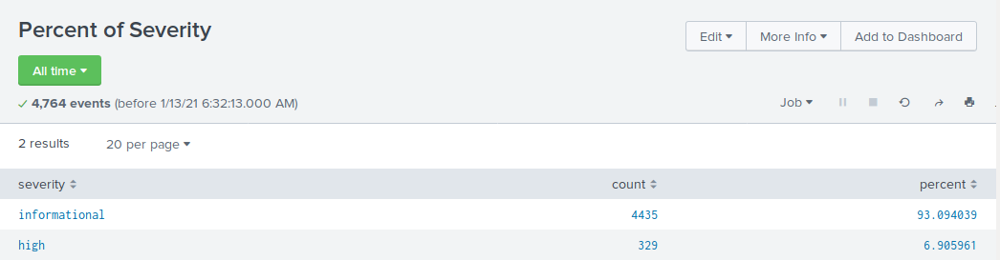 Percent of Severity
Edit More Info Add to Dashboard
All time
4,764 events (before 1/13/21 6:32:13.000 AM)
Job
2 results 20 per page
severity count percent
informational 4435 93.094039
high 329 6.905961